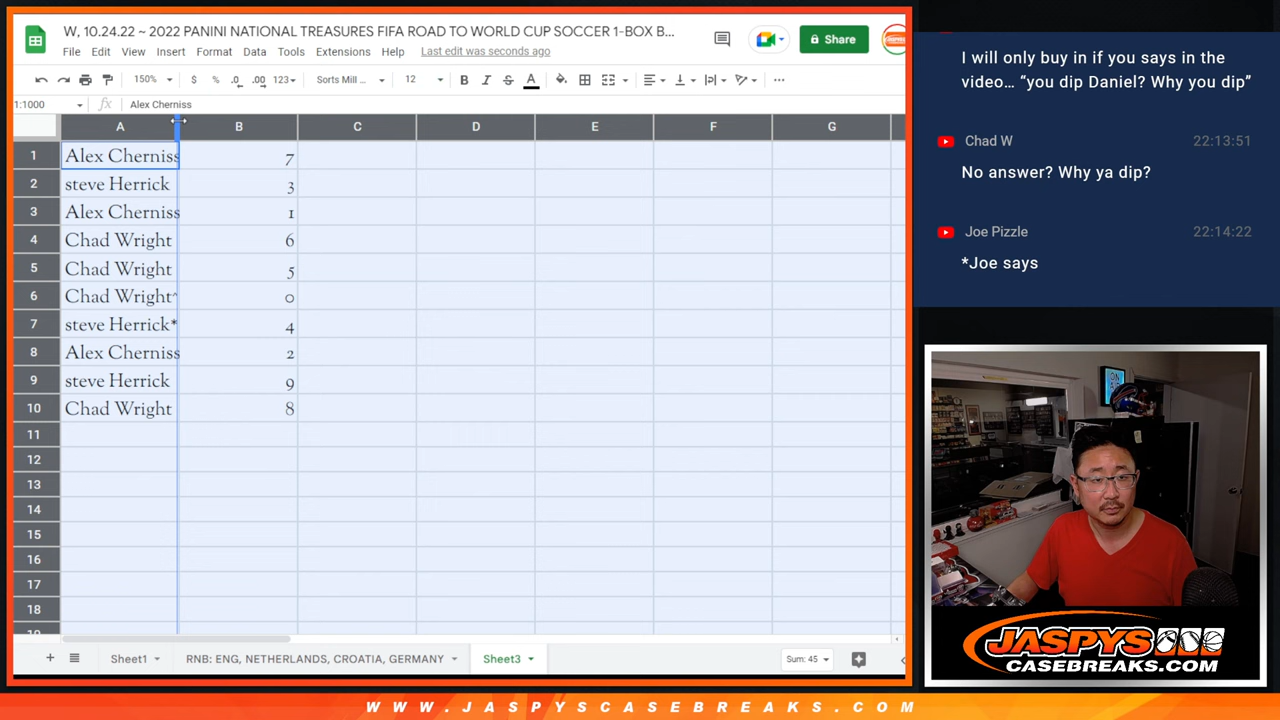 W, 10.24.22 ~ 2022 PANINI NATIONAL TREASURES FIFA ROAD TO WORLD CUP SOCCER 1-BOX B...
File Edit View Insert Format Data Tools Extensions Help Last edit was seconds ago
Share
150% $ % .0 .00 123 Sorts Mill ... 12 B I S A
1:1000 fx Alex Cherniss
A B C D E F G
1 Alex Cherniss 7
2 steve Herrick 3
3 Alex Cherniss 1
4 Chad Wright 6
5 Chad Wright 5
6 Chad Wright^ 0
7 steve Herrick* 4
8 Alex Cherniss 2
9 steve Herrick 9
10 Chad Wright 8
11
12
13
14
15
16
17
18
Sheet1 RNB: ENG, NETHERLANDS, CROATIA, GERMANY Sheet3 Sum: 45
I will only buy in if you says in the
video... “you dip Daniel? Why you dip”
Chad W 22:13:51
No answer? Why ya dip?
Joe Pizzle 22:14:22
*Joe says
JASPYS
CASEBREAKS.COM
WWW.JASPYSCASEBREAKS.COM